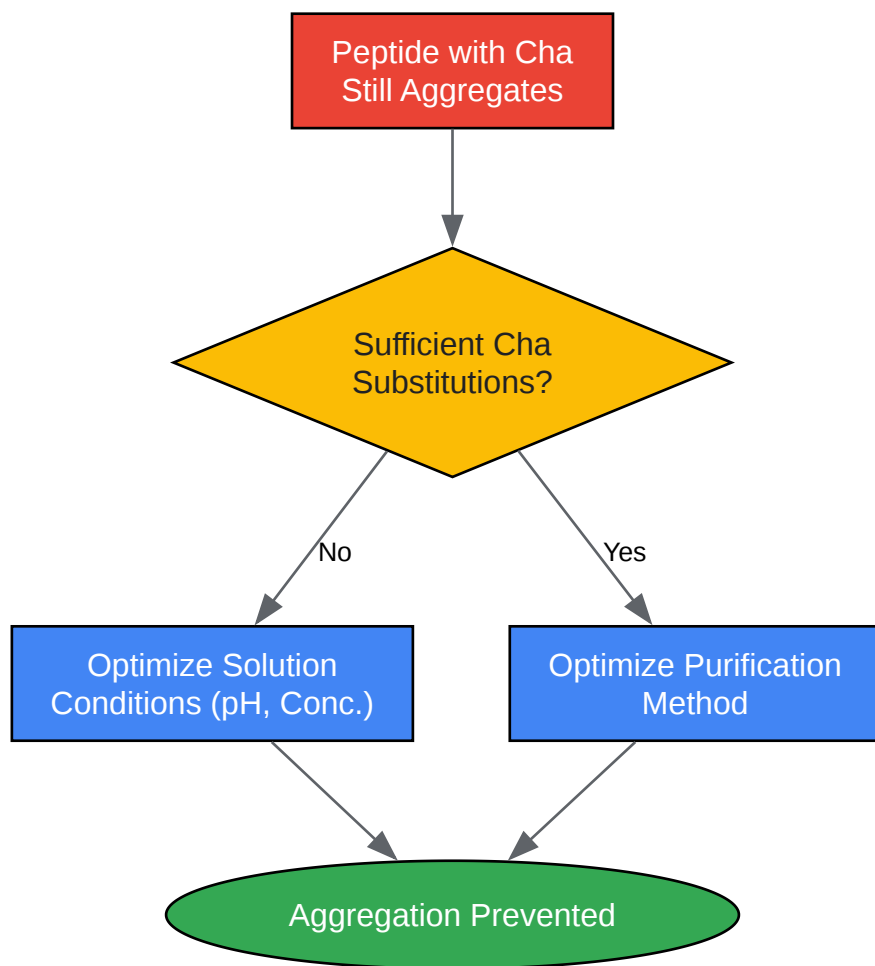 Peptide with Cha
Still Aggregates
Sufficient Cha
Substitutions?
No
Yes
Optimize Solution
Conditions (pH, Conc.)
Optimize Purification
Method
Aggregation Prevented